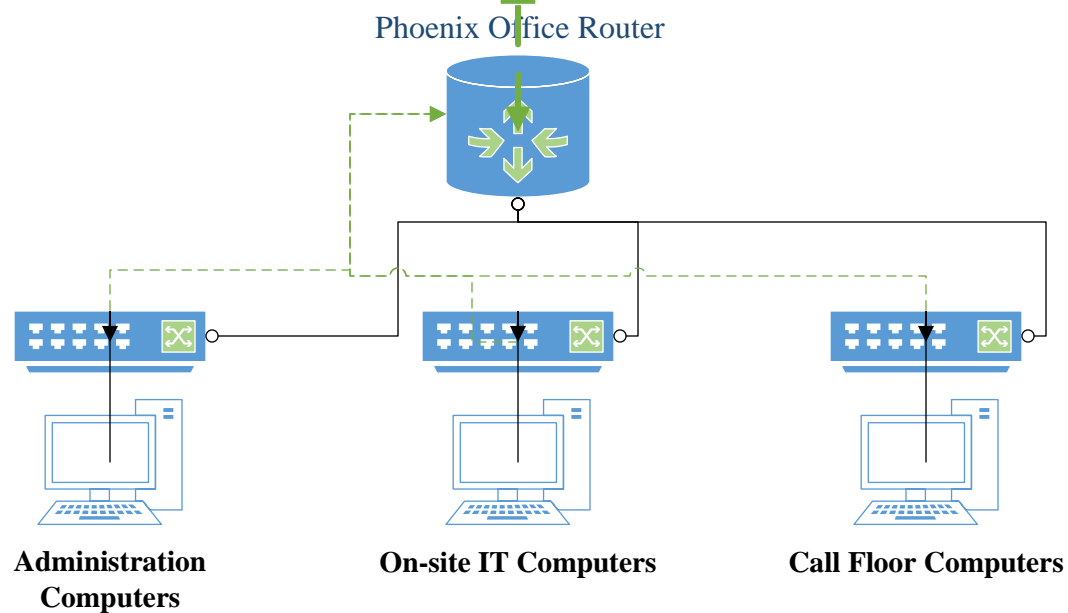 Phoenix Office Router
Administration
Computers
On-site IT Computers
Call Floor Computers